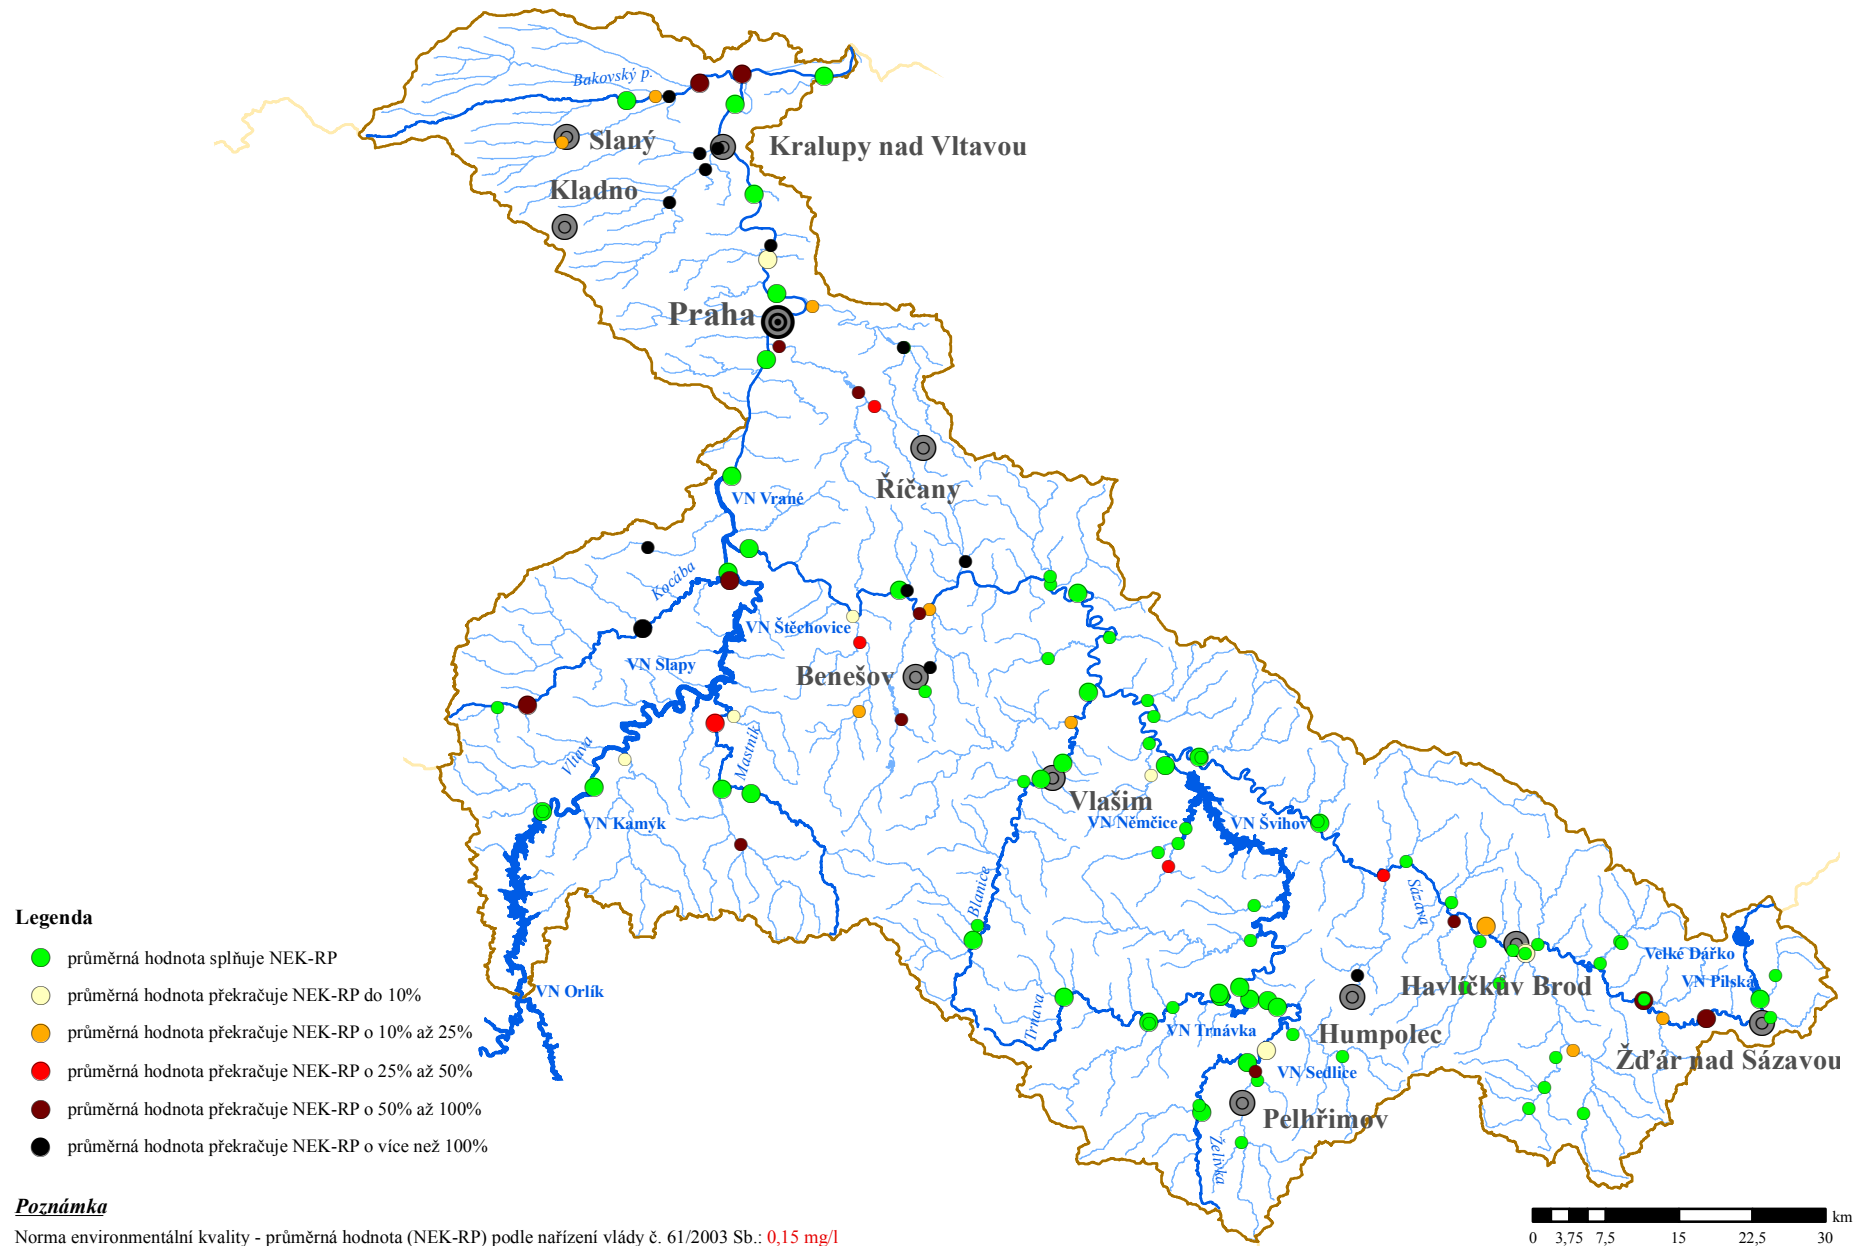 Bakovský p.
Slaný
Kralupy nad Vltavou
Kladno
Praha
Říčany
VN Vrané
Kocába
VN Štěchovice
VN Slapy
Benešov
Vltava
Mastník
VN Kamýk
Vlašim
VN Němčice
VN Švihov
Blanice
Sázava
VN Orlík
Velké Dářko
VN Pilská
Havlíčkův Brod
Trnava
VN Trnávka
Humpolec
VN Sedlice
Žďár nad Sázavou
Pelhřimov
Želivka
Legenda
průměrná hodnota splňuje NEK-RP
průměrná hodnota překračuje NEK-RP do 10%
průměrná hodnota překračuje NEK-RP o 10% až 25%
průměrná hodnota překračuje NEK-RP o 25% až 50%
průměrná hodnota překračuje NEK-RP o 50% až 100%
průměrná hodnota překračuje NEK-RP o více než 100%
Poznámka
Norma environmentální kvality - průměrná hodnota (NEK-RP) podle nařízení vlády č. 61/2003 Sb.: 0,15 mg/l
km
0 3,75 7,5 15 22,5 30